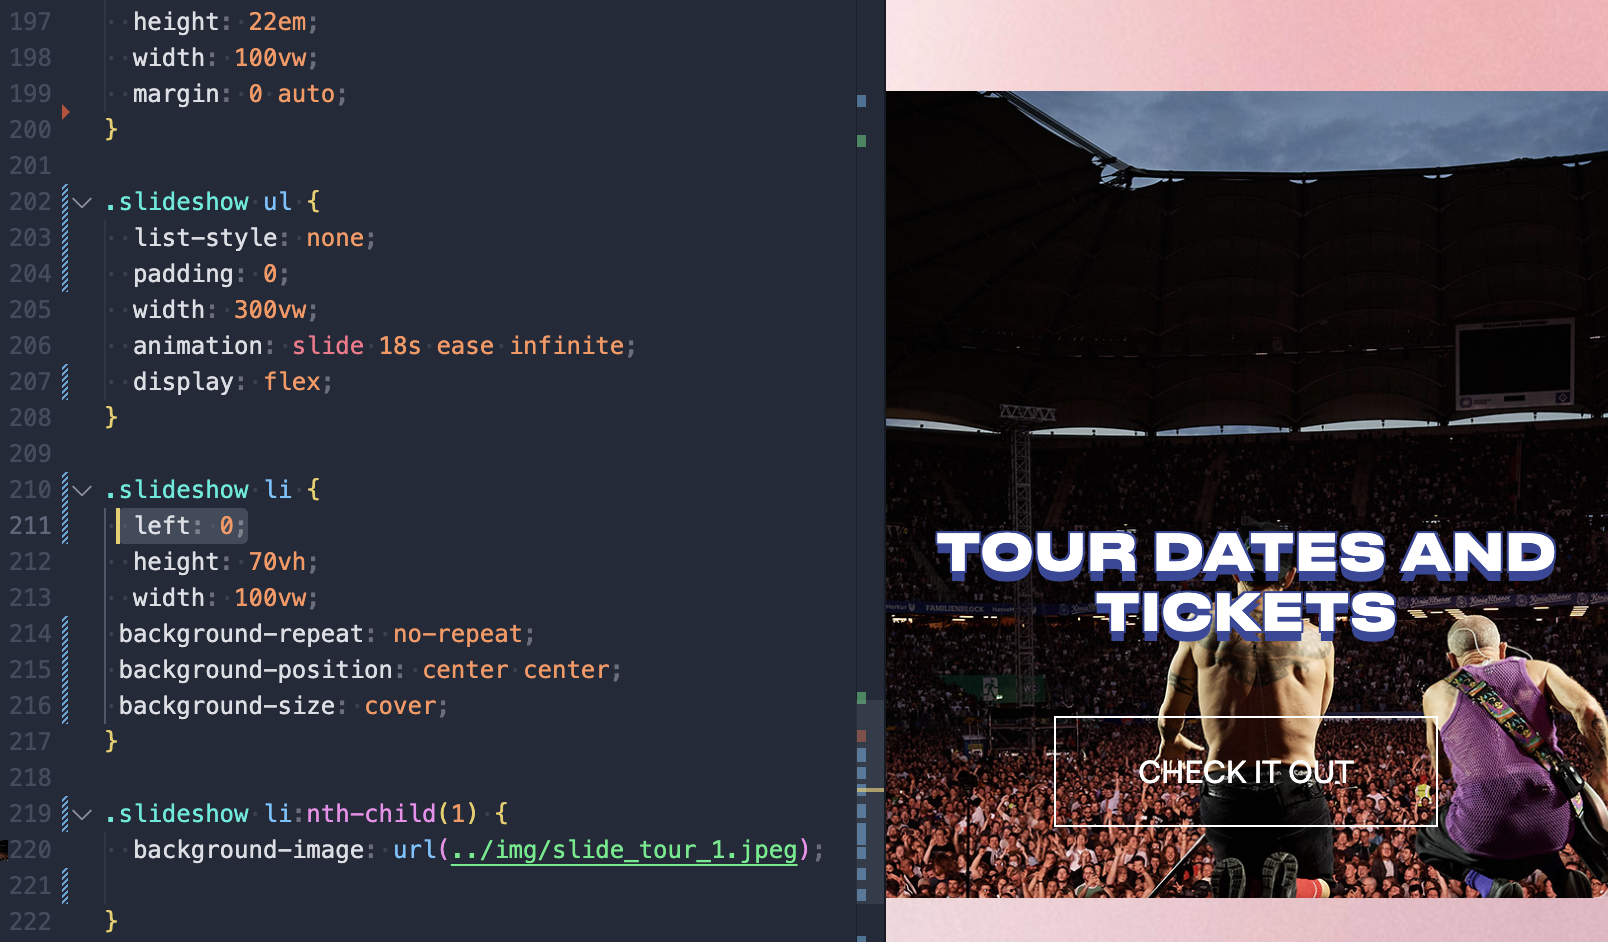 197 height: 22em;
198 width: 100vw;
199 margin: 0 auto;
200 }
201
202 .slideshow ul {
203 list-style: none;
204 padding: 0;
205 width: 300vw;
206 animation: slide 18s ease infinite;
207 display: flex;
208 }
209
210 .slideshow li {
211 left: 0;
212 height: 70vh;
213 width: 100vw;
214 background-repeat: no-repeat;
215 background-position: center center;
216 background-size: cover;
217 }
218
219 .slideshow li:nth-child(1) {
220 background-image: url(../img/slide_tour_1.jpeg);
221
222 }
TOUR DATES AND
TICKETS
FAMILIENBLOCK
CHECK IT OUT